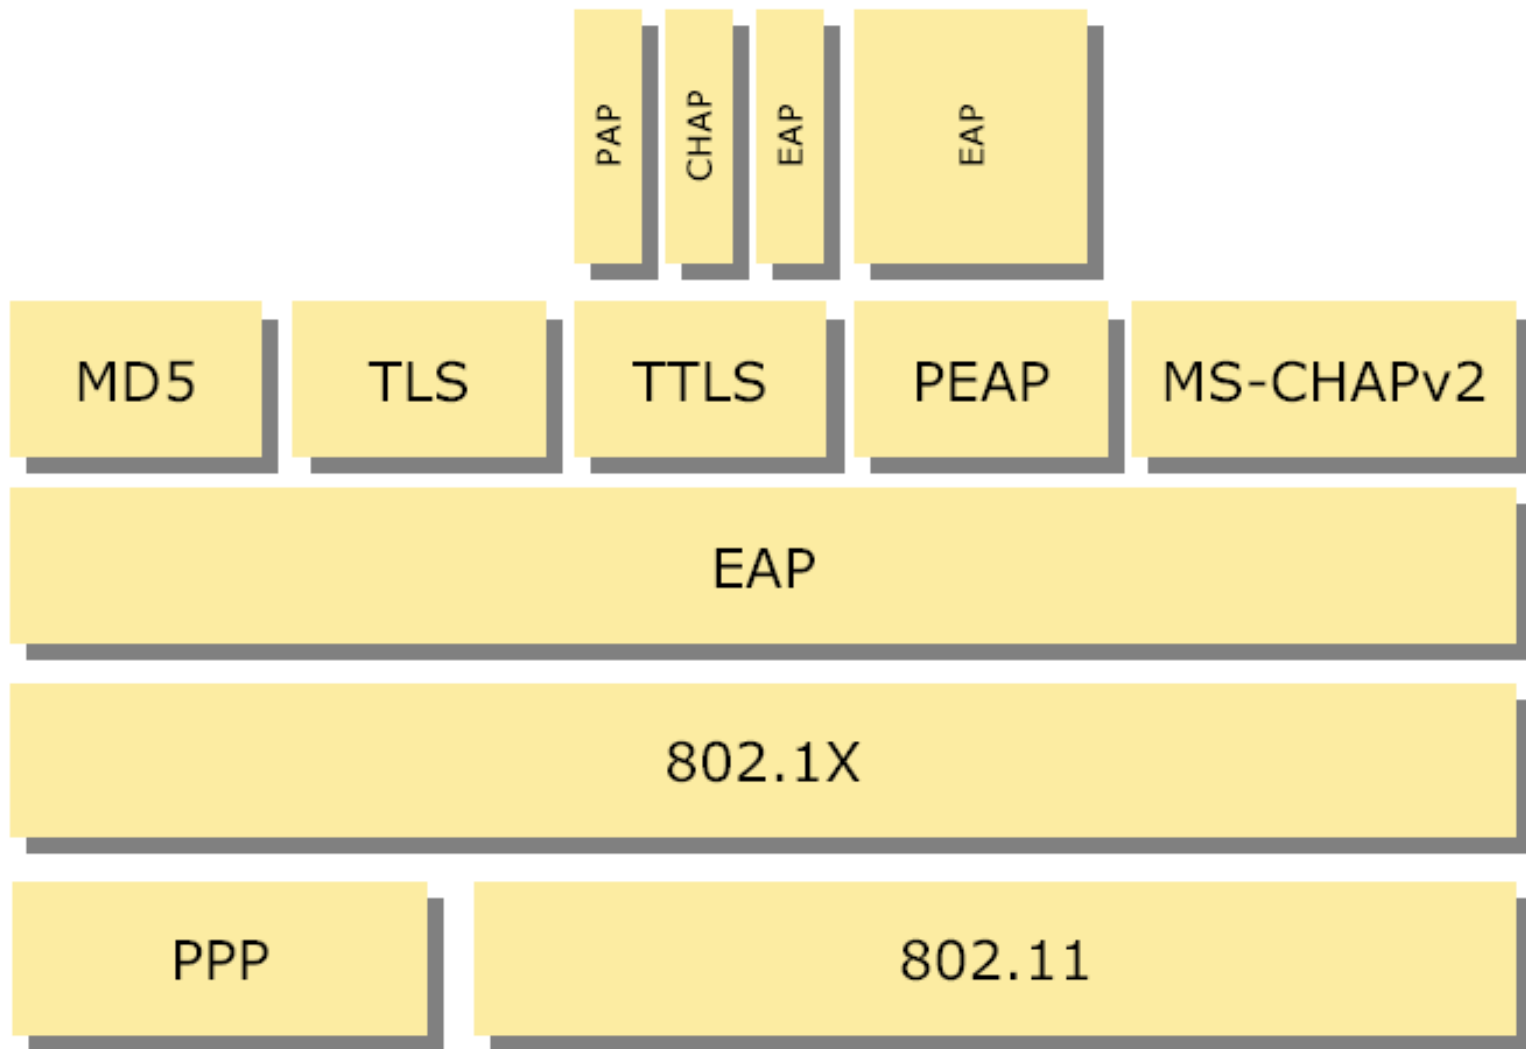 PAP
CHAP
EAP
EAP
MD5
TLS
TTLS
PEAP
MS-CHAPv2
EAP
802.1X
PPP
802.11